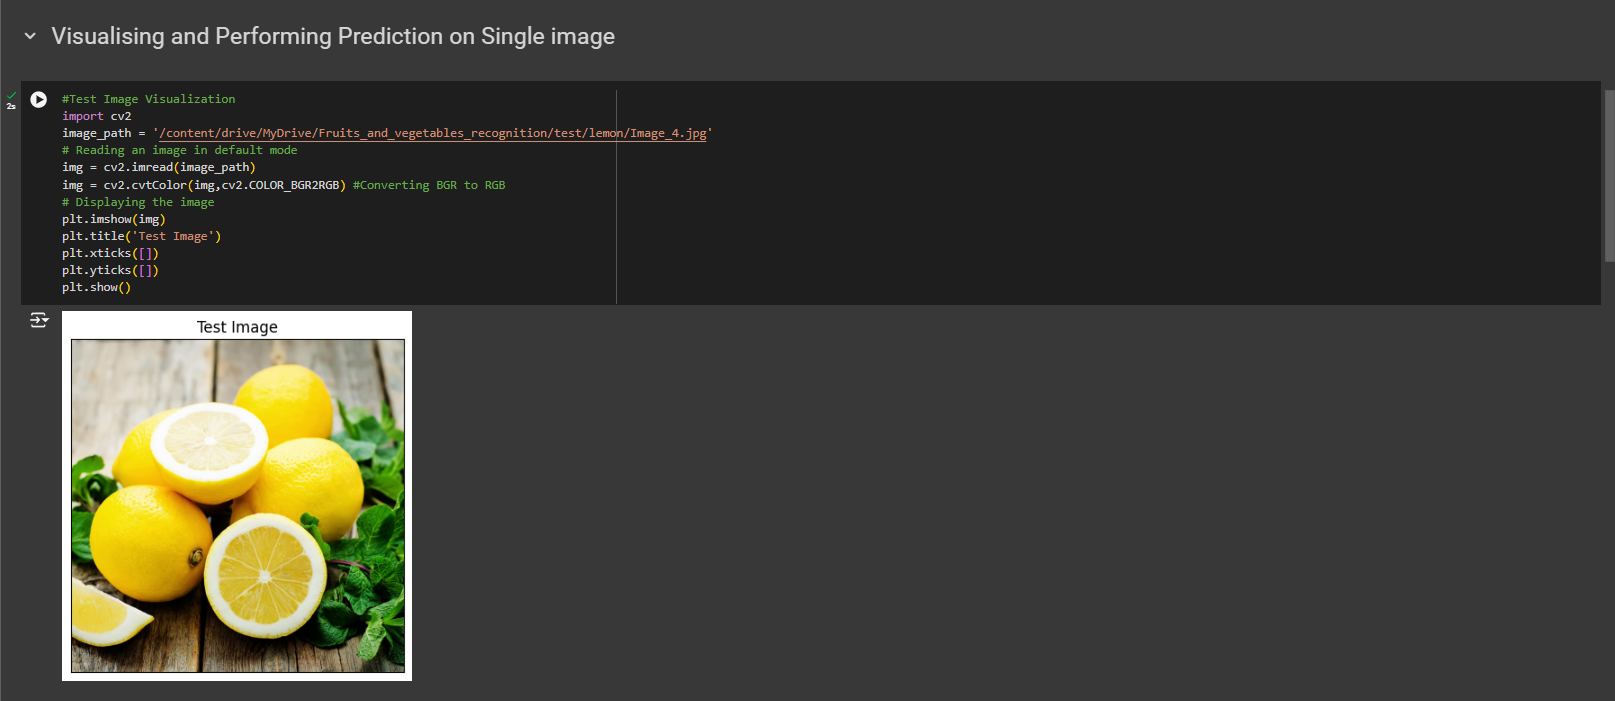 Visualising and Performing Prediction on Single image
2s
#Test Image Visualization
import cv2
image_path = '/content/drive/MyDrive/Fruits_and_vegetables_recognition/test/lemon/Image_4.jpg'
# Reading an image in default mode
img = cv2.imread(image_path)
img = cv2.cvtColor(img,cv2.COLOR_BGR2RGB) #Converting BGR to RGB
# Displaying the image
plt.imshow(img)
plt.title('Test Image')
plt.xticks([])
plt.yticks([])
plt.show()
Test Image